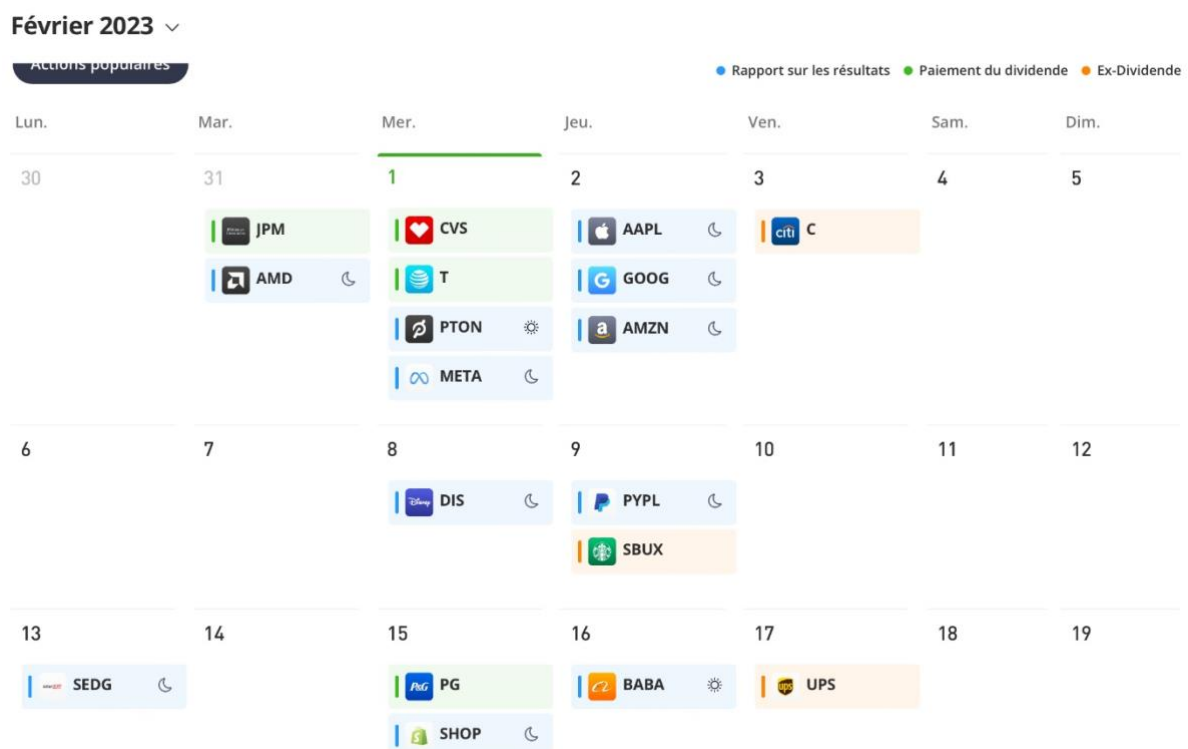 Février 2023
Actions populaires
Rapport sur les résultats Paiement du dividende Ex-Dividende
Lun. Mar. Mer. Jeu. Ven. Sam. Dim.
30 31 1 2 3 4 5
JPM CVS AAPL citi C
AMD T GOOG
PTON a AMZN
META
6 7 8 9 10 11 12
Disney DIS PYPL
SBUX
13 14 15 16 17 18 19
SEDG P&G PG BABA ups UPS
SHOP